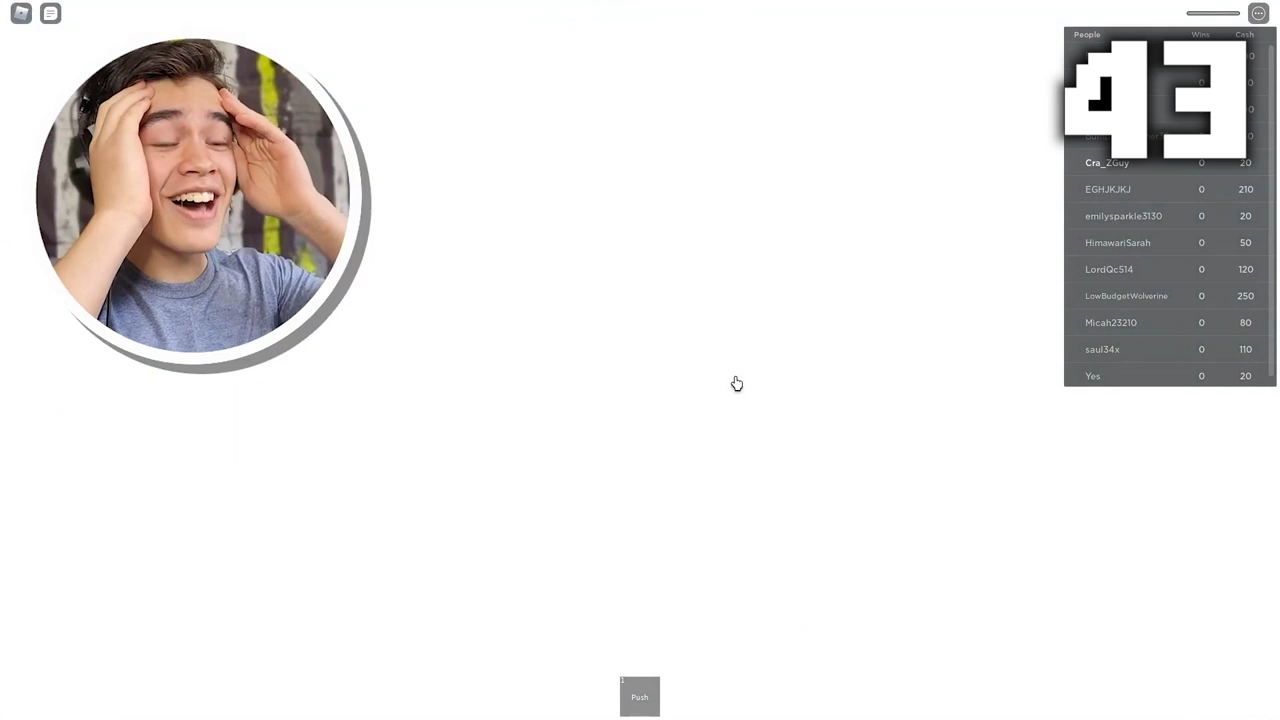 People Wins Cash
43
Cra_ZGuy 0 20
EGHJKJKJ 0 210
emilysparkle3130 0 20
HimawariSarah 0 50
LordQc514 0 120
LowBudgetWolverine 0 250
Micah23210 0 80
saul34x 0 110
Yes 0 20
1
Push